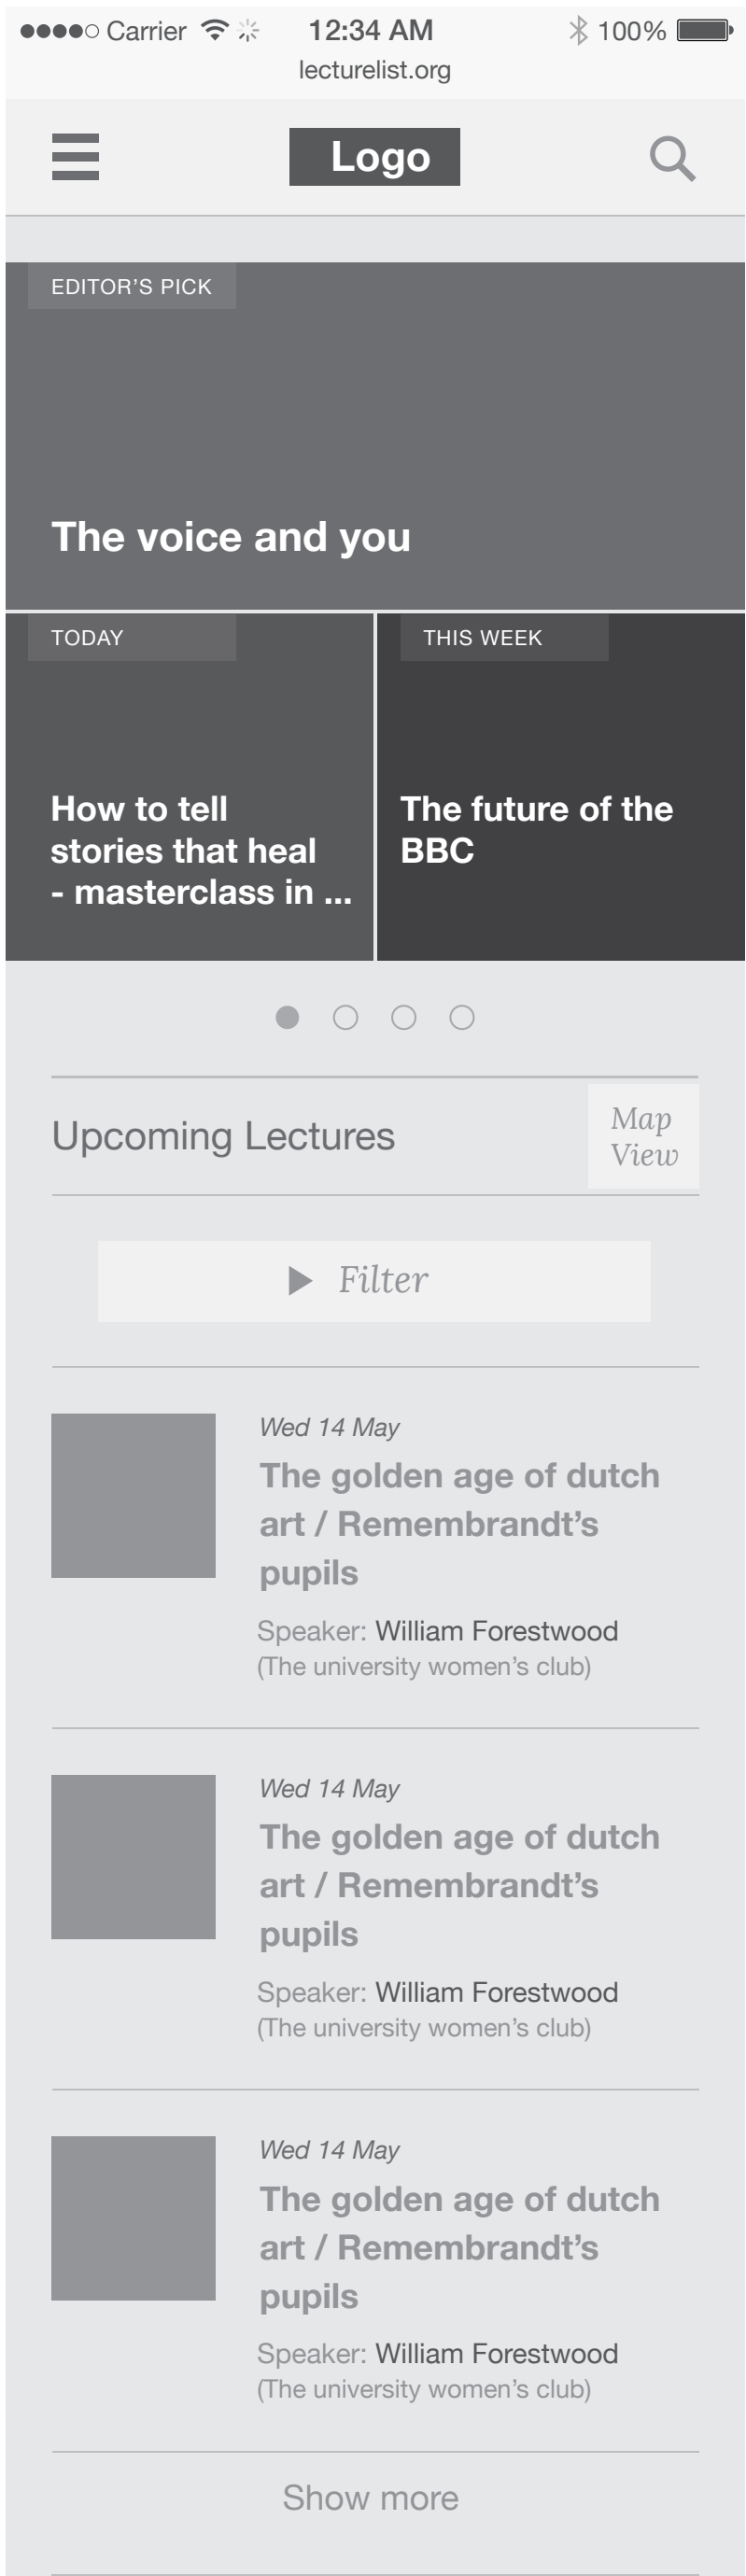 Carrier 12:34 AM 100%
lecturelist.org
Logo
EDITOR’S PICK
The voice and you
TODAY
How to tell
stories that heal
- masterclass in ...
THIS WEEK
The future of the
BBC
Upcoming Lectures
Map
View
Filter
Wed 14 May
The golden age of dutch
art / Remembrandt’s
pupils
Speaker: William Forestwood
(The university women’s club)
Wed 14 May
The golden age of dutch
art / Remembrandt’s
pupils
Speaker: William Forestwood
(The university women’s club)
Wed 14 May
The golden age of dutch
art / Remembrandt’s
pupils
Speaker: William Forestwood
(The university women’s club)
Show more